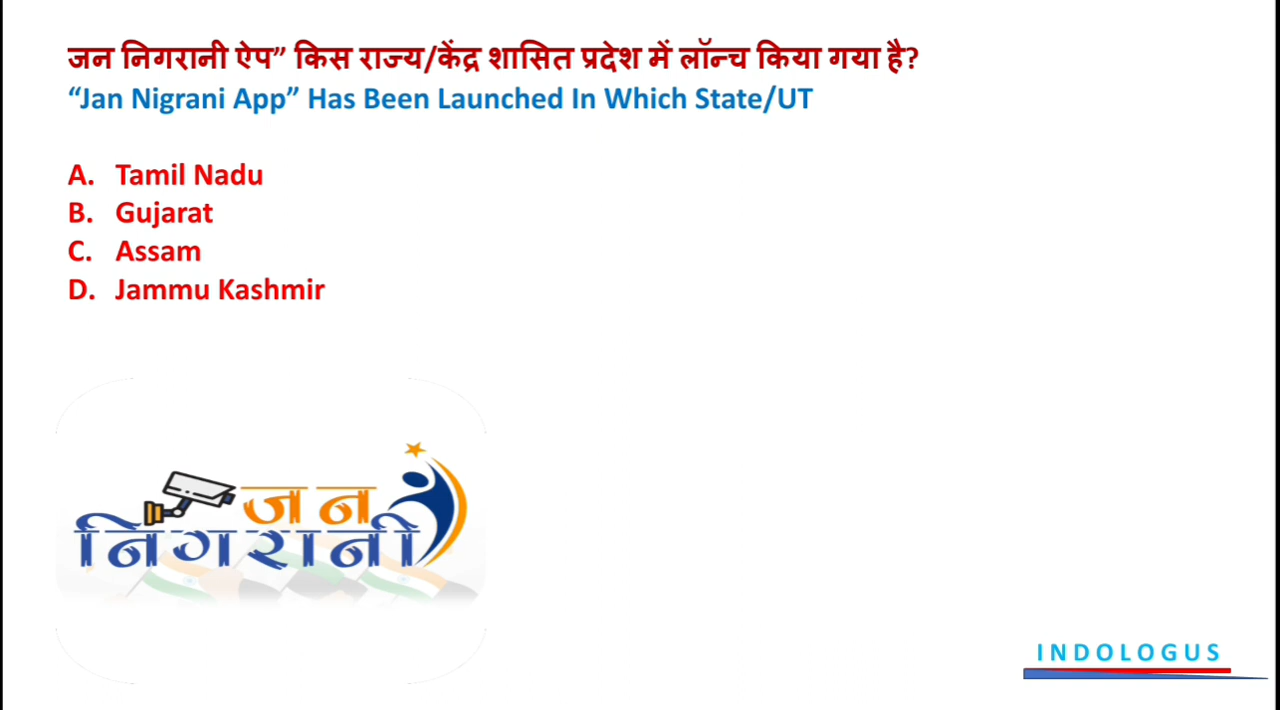 जन निगरानी ऐप” किस राज्य/केंद्र शासित प्रदेश में लॉन्च किया गया है?
“Jan Nigrani App” Has Been Launched In Which State/UT
A. Tamil Nadu
B. Gujarat
C. Assam
D. Jammu Kashmir
जन
निगरानी
INDOLOGUS